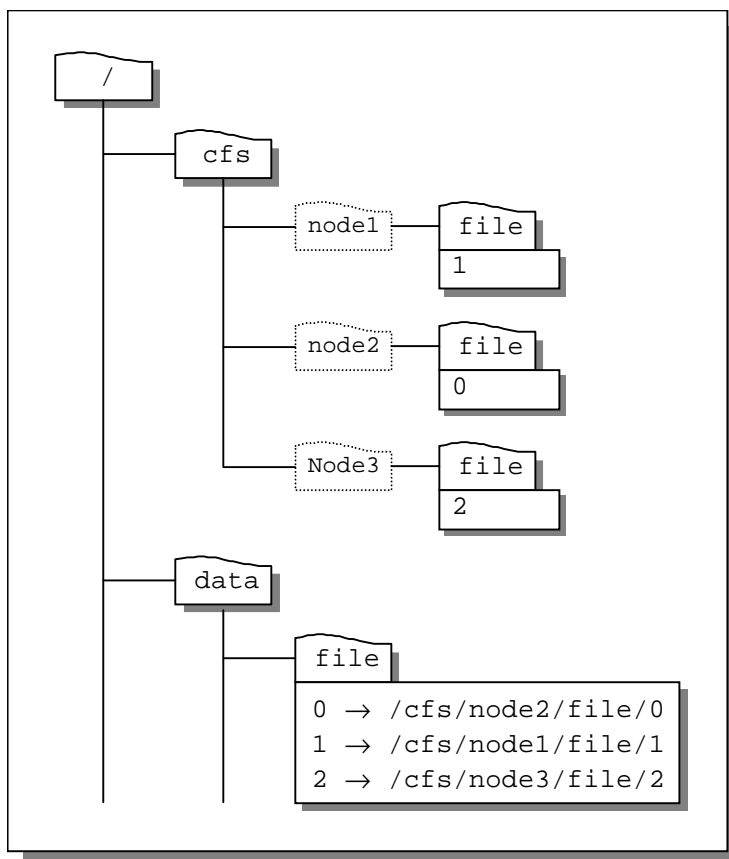 /
cfs
node1 file
1
node2 file
0
Node3 file
2
data
file
0 → /cfs/node2/file/0
1 → /cfs/node1/file/1
2 → /cfs/node3/file/2